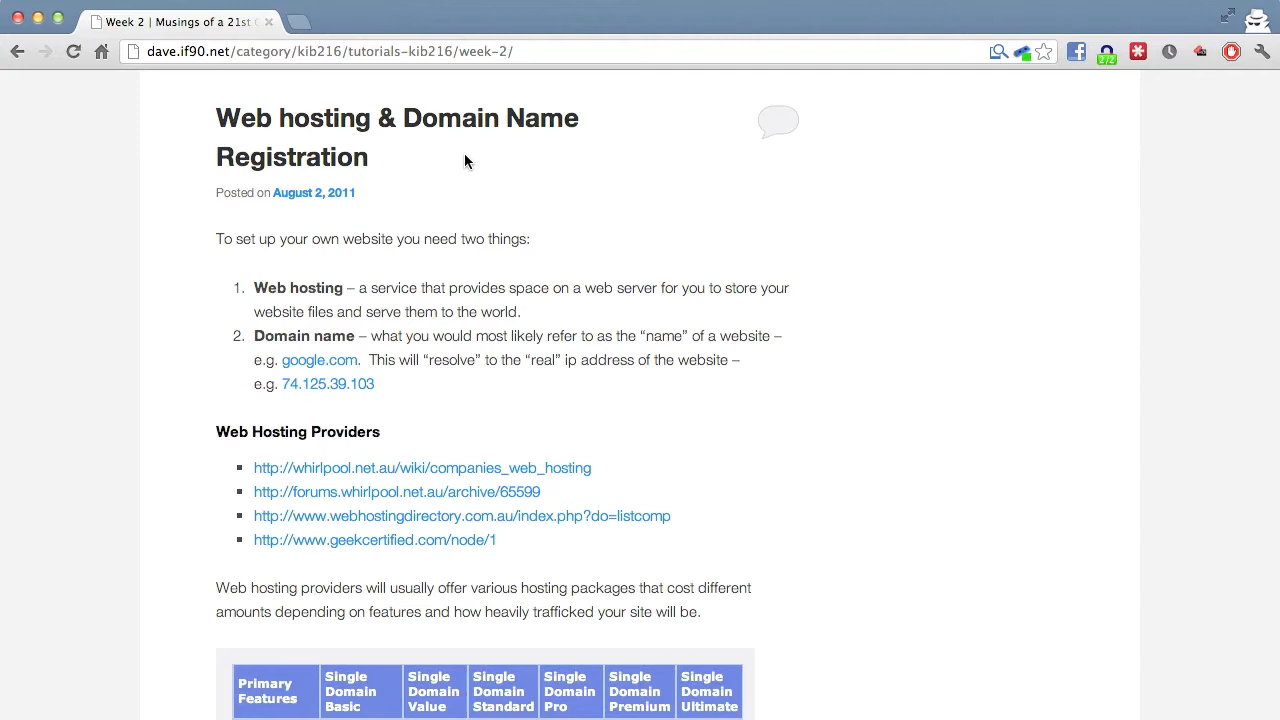 Week 2 | Musings of a 21st
dave.if90.net/category/kib216/tutorials-kib216/week-2/
2/2
Web hosting & Domain Name
Registration
Posted on August 2, 2011
To set up your own website you need two things:
1. Web hosting – a service that provides space on a web server for you to store your
website files and serve them to the world.
2. Domain name – what you would most likely refer to as the “name” of a website –
e.g. google.com.  This will “resolve” to the “real” ip address of the website –
e.g. 74.125.39.103
Web Hosting Providers
http://whirlpool.net.au/wiki/companies_web_hosting
http://forums.whirlpool.net.au/archive/65599
http://www.webhostingdirectory.com.au/index.php?do=listcomp
http://www.geekcertified.com/node/1
Web hosting providers will usually offer various hosting packages that cost different
amounts depending on features and how heavily trafficked your site will be.
Primary Features Single Domain Basic Single Domain Value Single Domain Standard Single Domain Pro Single Domain Premium Single Domain Ultimate